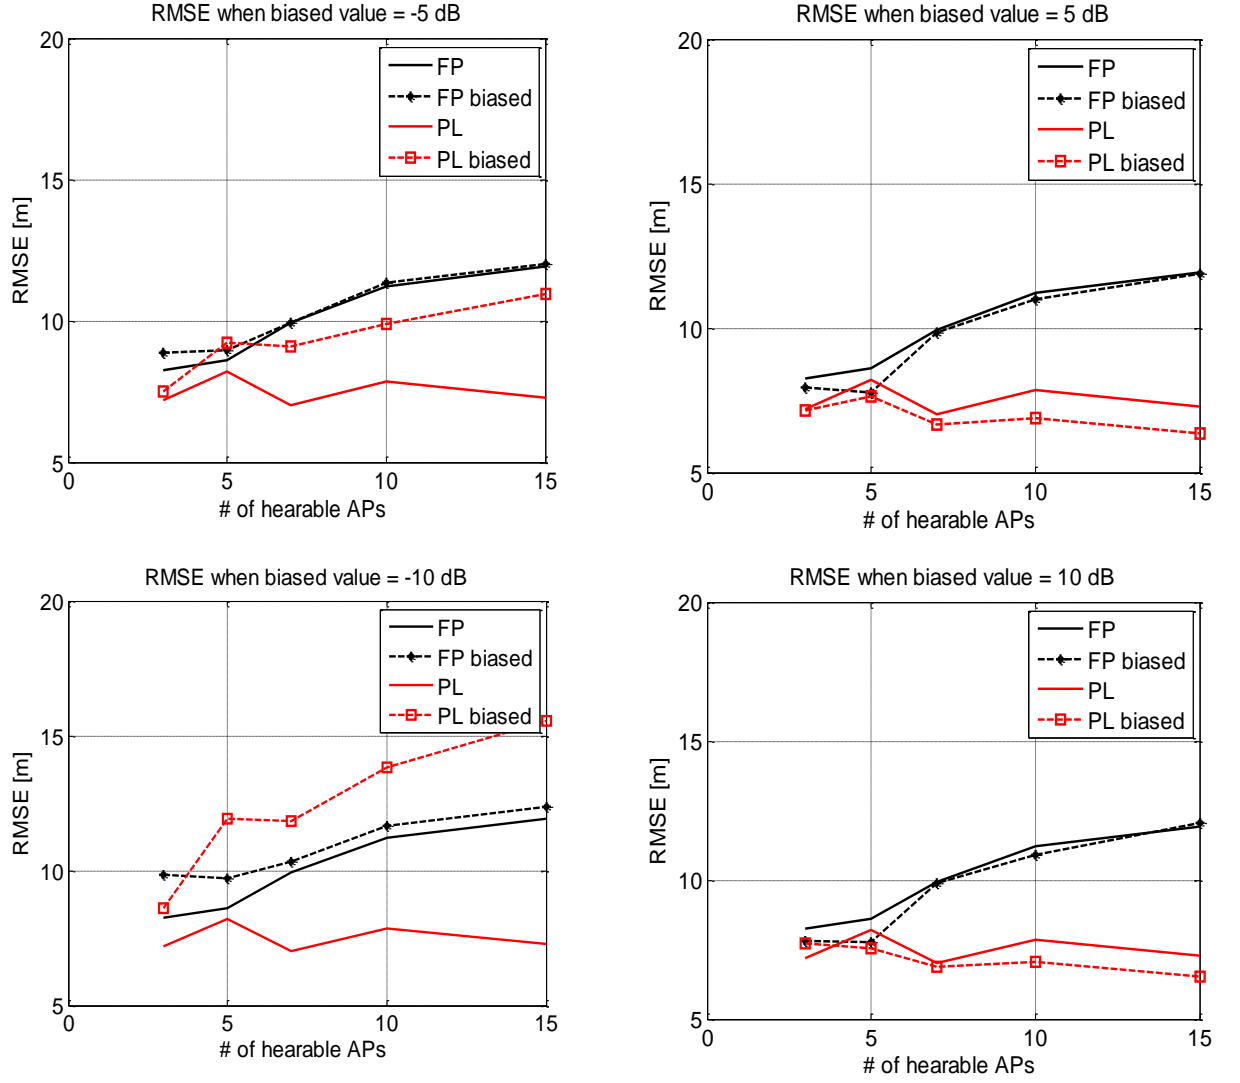 RMSE when biased value = -5 dB
20
15
10
5
0
5
10
15
RMSE [m]
# of hearable APs
FP
FP biased
PL
PL biased
RMSE when biased value = 5 dB
20
15
10
5
0
5
10
15
RMSE [m]
# of hearable APs
FP
FP biased
PL
PL biased
RMSE when biased value = -10 dB
20
15
10
5
0
5
10
15
RMSE [m]
# of hearable APs
FP
FP biased
PL
PL biased
RMSE when biased value = 10 dB
20
15
10
5
0
5
10
15
RMSE [m]
# of hearable APs
FP
FP biased
PL
PL biased